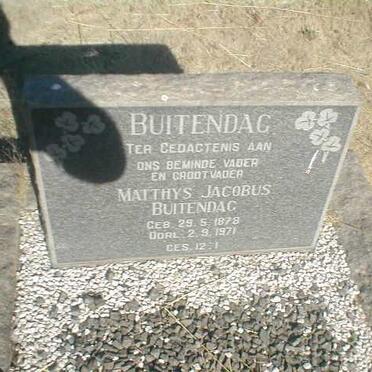 BUITENDAG
TER GEDAGTENIS AAN
ONS BEMINDE VADER
EN GROOTVADER
MATTHYS JACOBUS
BUITENDAG
GEB. 29.5.1878
OORL. 2.9.1971
GES. 12:1